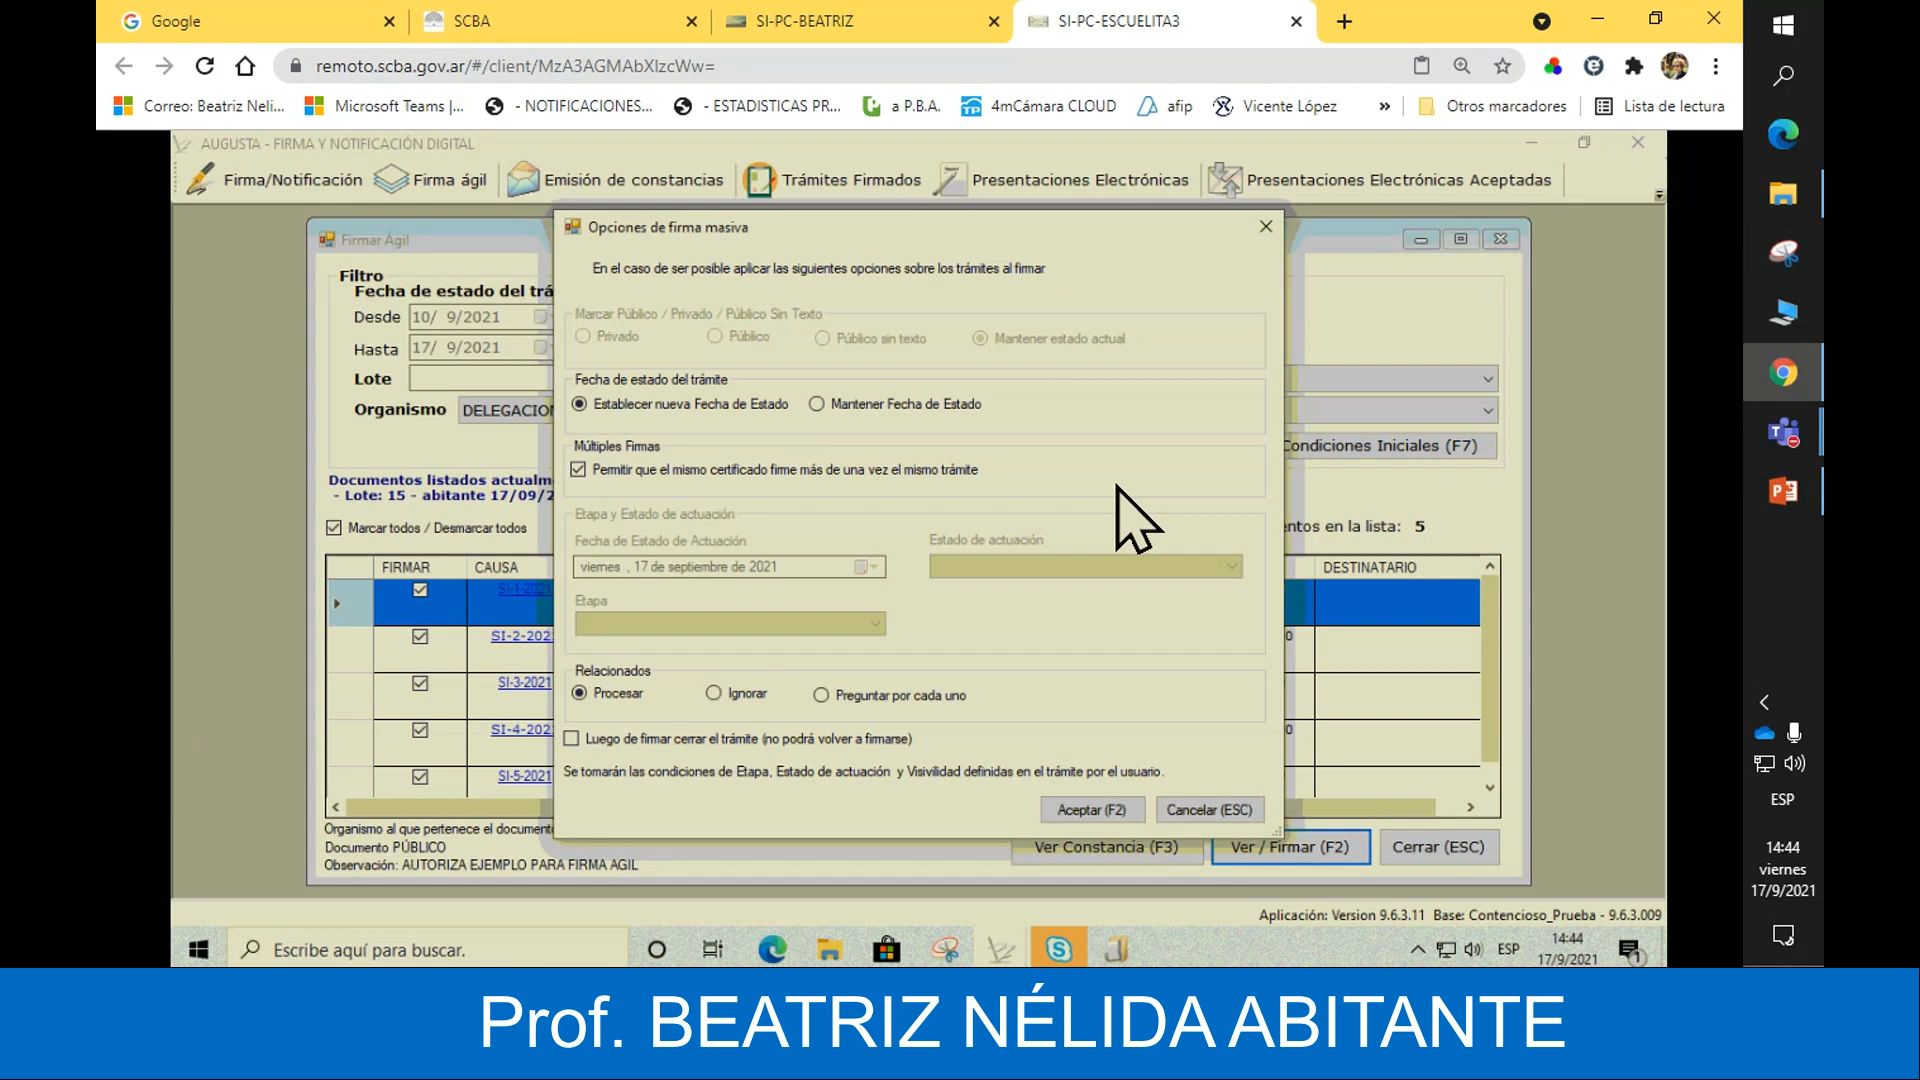 Google
SCBA
SI-PC-BEATRIZ
SI-PC-ESCUELITA3
remoto.scba.gov.ar/#/client/MzA3AGMAbXlzcWw=
Correo: Beatriz Neli...
Microsoft Teams |...
- NOTIFICACIONES...
- ESTADISTICAS PR...
a P.B.A.
4mCámara CLOUD
afip
Vicente López
»
Otros marcadores
Lista de lectura
AUGUSTA - FIRMA Y NOTIFICACIÓN DIGITAL
Firma/Notificación
Firma ágil
Emisión de constancias
Trámites Firmados
Presentaciones Electrónicas
Presentaciones Electrónicas Aceptadas
Firmar Ágil
Filtro
Fecha de estado del trá
Desde 10/ 9/2021
Hasta 17/ 9/2021
Lote
Organismo DELEGACION
Condiciones Iniciales (F7)
Documentos listados actualm
- Lote: 15 - abitante 17/09/2
Marcar todos / Desmarcar todos
entos en la lista: 5
FIRMAR CAUSA DESTINATARIO
SI-1-2021
SI-2-202
SI-3-2021
SI-4-202
SI-5-2021
0
0
Organismo al que pertenece el documento
Documento PÚBLICO
Observación: AUTORIZA EJEMPLO PARA FIRMA AGIL
Ver Constancia (F3)
Ver / Firmar (F2)
Cerrar (ESC)
Opciones de firma masiva
En el caso de ser posible aplicar las siguientes opciones sobre los trámites al firmar
Marcar Público / Privado / Público Sin Texto
Privado
Público
Público sin texto
Mantener estado actual
Fecha de estado del trámite
Establecer nueva Fecha de Estado
Mantener Fecha de Estado
Múltiples Firmas
Permitir que el mismo certificado firme más de una vez el mismo trámite
Etapa y Estado de actuación
Fecha de Estado de Actuación
Estado de actuación
viernes , 17 de septiembre de 2021
Etapa
Relacionados
Procesar
Ignorar
Preguntar por cada uno
Luego de firmar cerrar el trámite (no podrá volver a firmarse)
Se tomarán las condiciones de Etapa, Estado de actuación y Visivilidad definidas en el trámite por el usuario.
Aceptar (F2)
Cancelar (ESC)
Aplicación: Version 9.6.3.11 Base: Contencioso_Prueba - 9.6.3.009
Escribe aquí para buscar.
ESP
14:44
17/9/2021
1
ESP
14:44
viernes
17/9/2021
Prof. BEATRIZ NÉLIDA ABITANTE